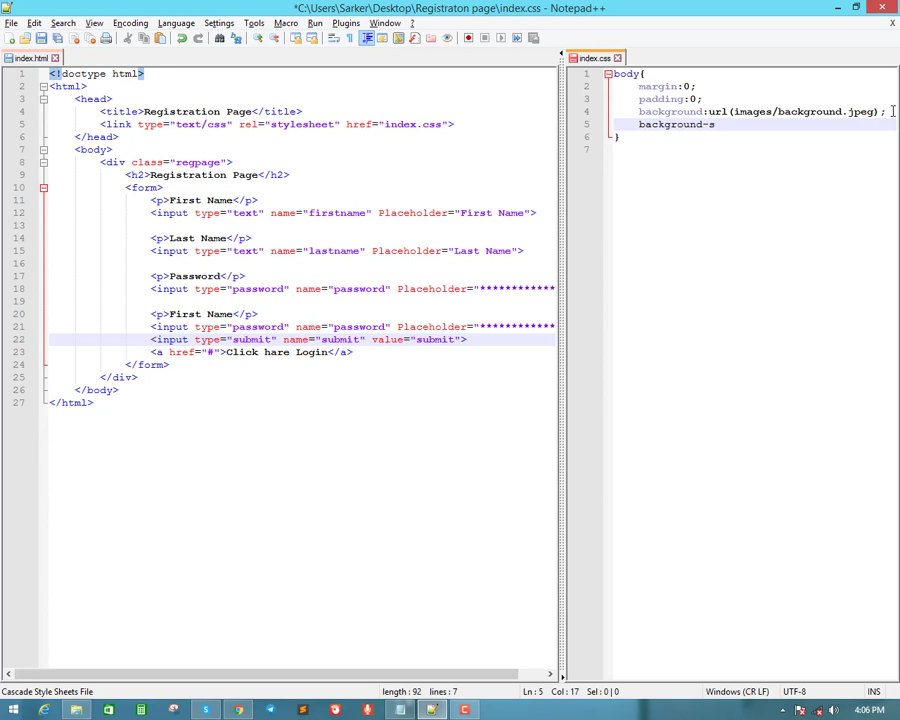 *C:\Users\Sarker\Desktop\Registraton page\index.css - Notepad++
File Edit Search View Encoding Language Settings Tools Macro Run Plugins Window ?
X
index.html
index.css
1 <!doctype html>
2 <html>
3 <head>
4 <title>Registration Page</title>
5 <link type="text/css" rel="stylesheet" href="index.css">
6 </head>
7 <body>
8 <div class="regpage">
9 <h2>Registration Page</h2>
10 <form>
11 <p>First Name</p>
12 <input type="text" name="firstname" Placeholder="First Name">
13
14 <p>Last Name</p>
15 <input type="text" name="lastname" Placeholder="Last Name">
16
17 <p>Password</p>
18 <input type="password" name="password" Placeholder="************
19
20 <p>First Name</p>
21 <input type="password" name="password" Placeholder="************
22 <input type="submit" name="submit" value="submit">
23 <a href="#">Click hare Login</a>
24 </form>
25 </div>
26 </body>
27 </html>
1 body{
2 margin:0;
3 padding:0;
4 background:url(images/background.jpeg);
5 background-s
6 }
7
Cascade Style Sheets File
length : 92 lines : 7
Ln : 5 Col : 17 Sel : 0 | 0
Windows (CR LF)
UTF-8
INS
4:06 PM